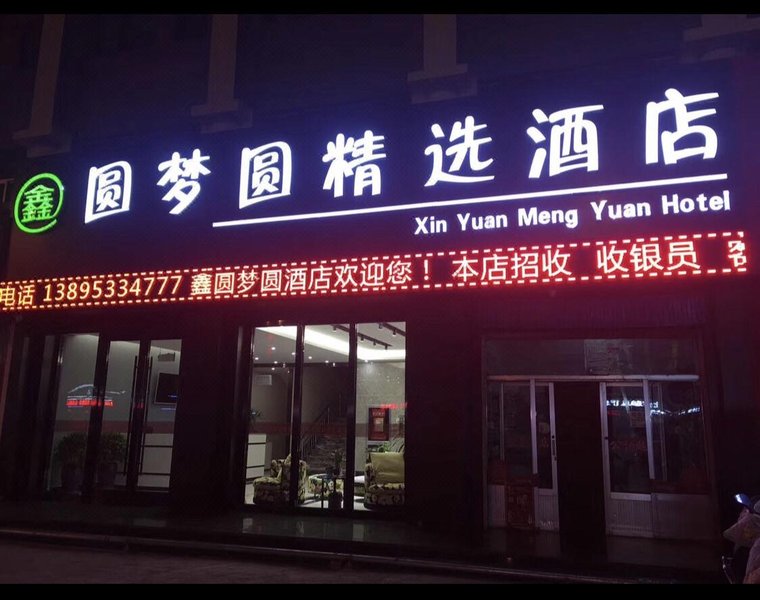 鑫 圆梦圆精选酒店
Xin Yuan Meng Yuan Hotel
电话 13895334777 鑫圆梦圆酒店欢迎您！ 本店招收 收银员